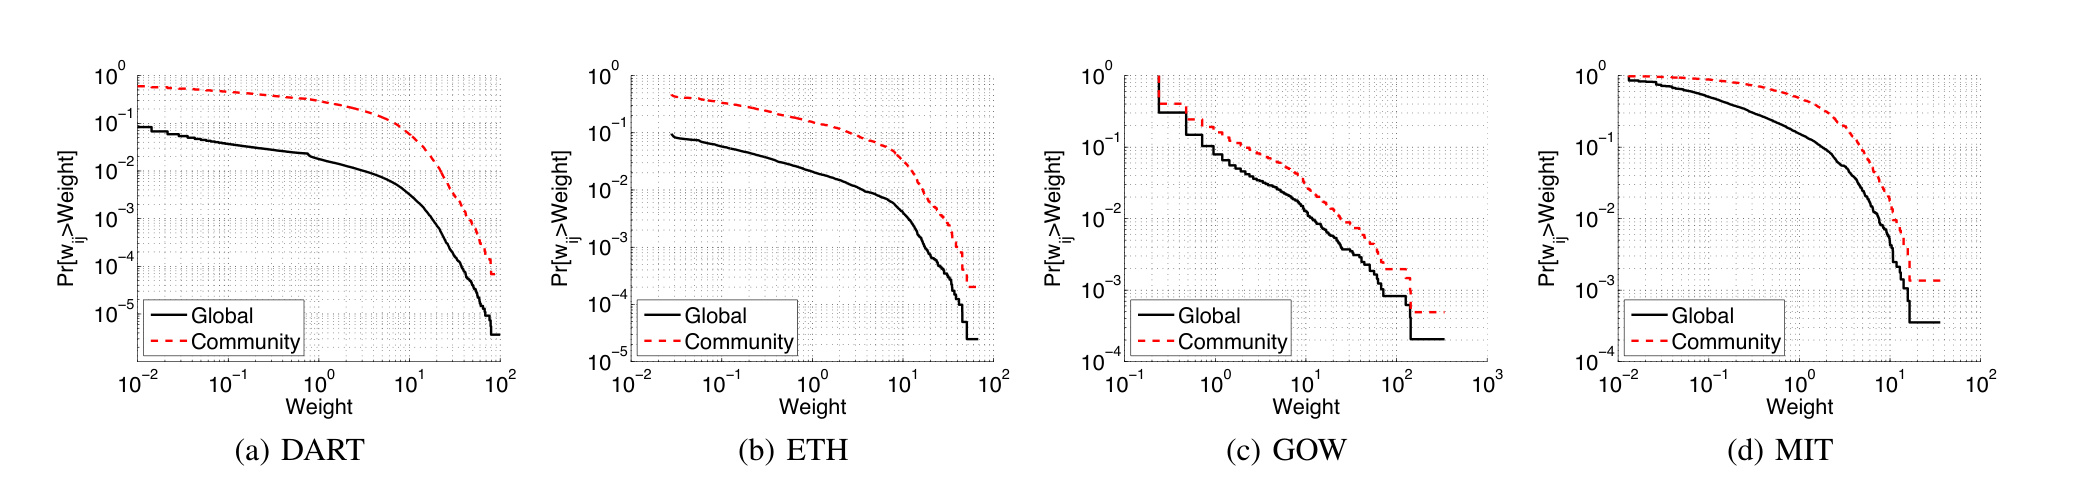 10^0
10^−1
10^−2
10^−3
10^−4
10^−5
Pr[w_ij>Weight]
Global
Community
10^−2 10^−1 10^0 10^1 10^2
Weight
(a) DART
10^0
10^−1
10^−2
10^−3
10^−4
10^−5
Pr[w_ij>Weight]
Global
Community
10^−2 10^−1 10^0 10^1 10^2
Weight
(b) ETH
10^0
10^−1
10^−2
10^−3
10^−4
Pr[w_ij>Weight]
Global
Community
10^−1 10^0 10^1 10^2 10^3
Weight
(c) GOW
10^0
10^−1
10^−2
10^−3
10^−4
Pr[w_ij>Weight]
Global
Community
10^−2 10^−1 10^0 10^1 10^2
Weight
(d) MIT